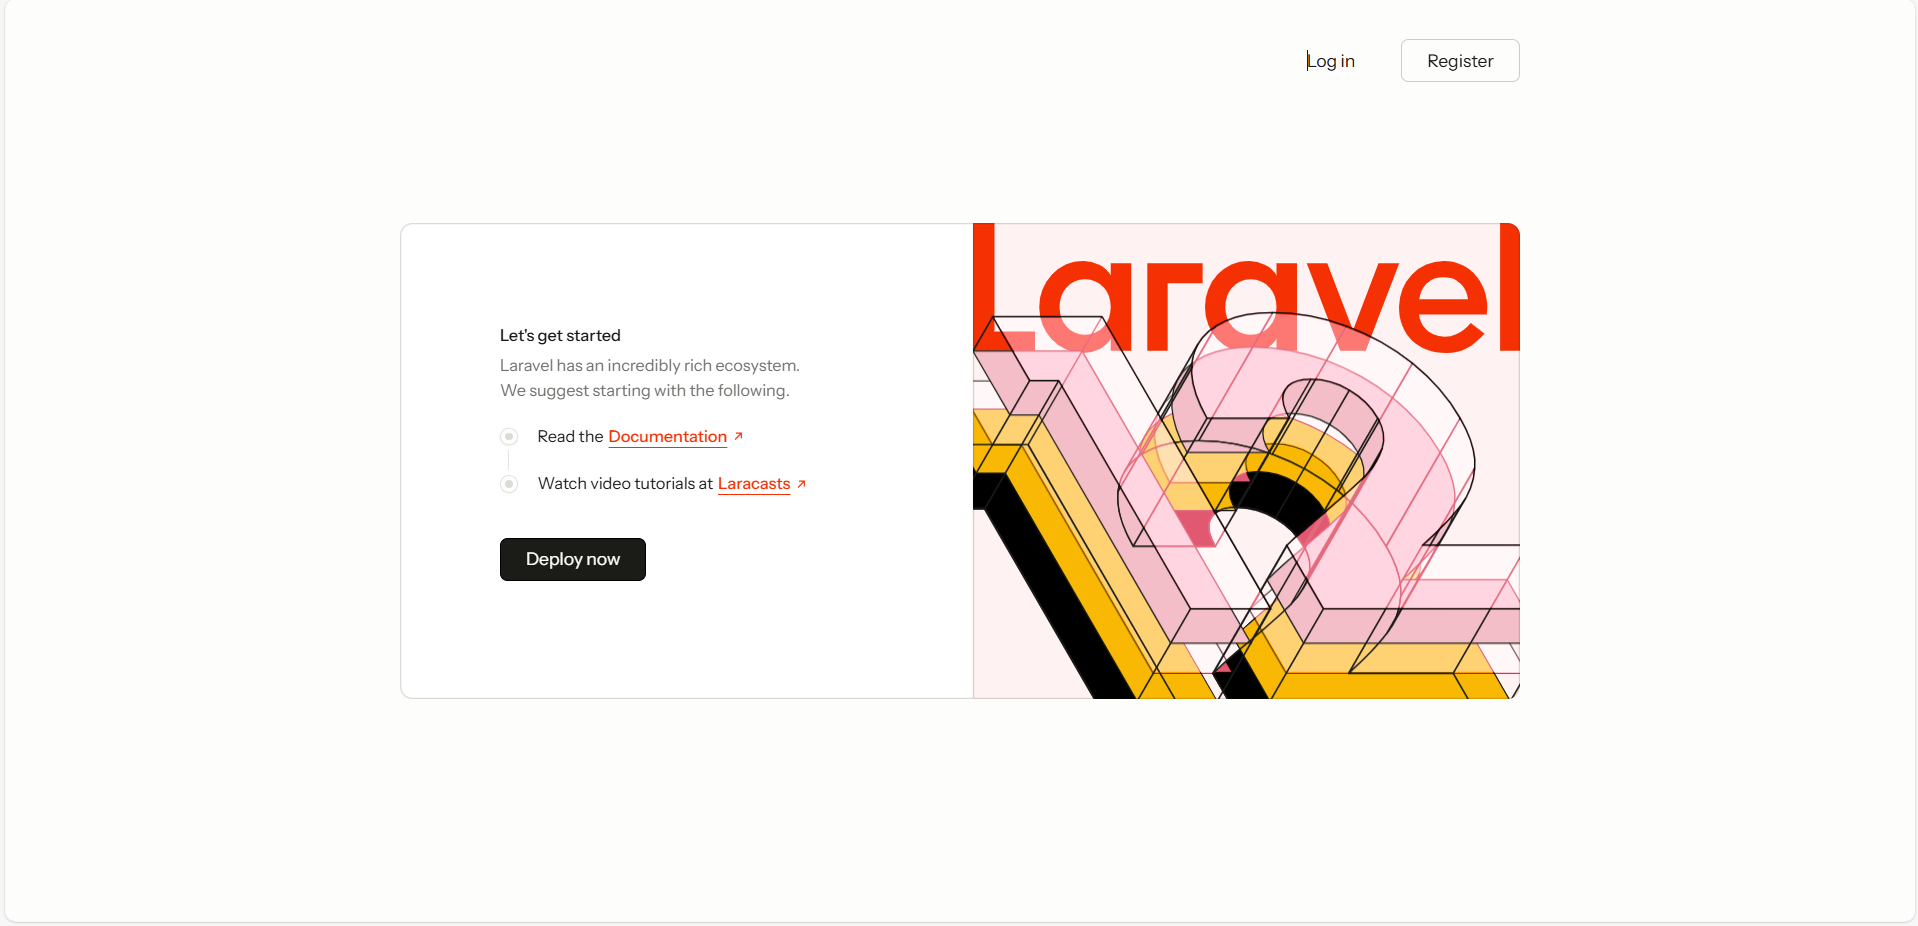 Log in
Register
Let's get started
Laravel has an incredibly rich ecosystem.
We suggest starting with the following.
Read the Documentation
Watch video tutorials at Laracasts
Deploy now
Laravel